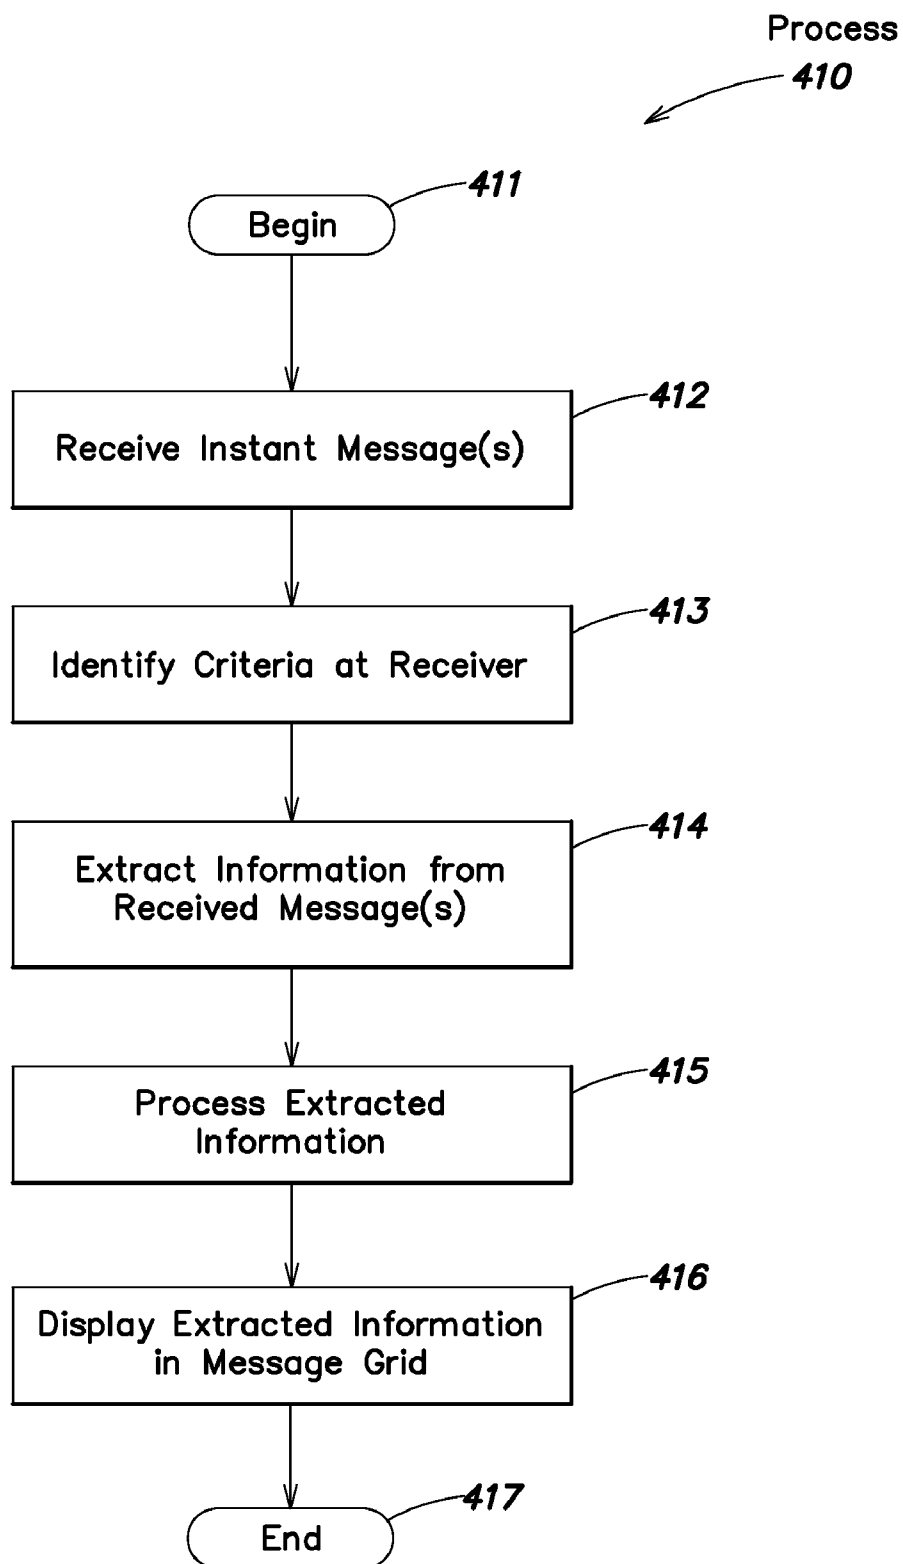 Process
410
411
Begin
412
Receive Instant Message(s)
413
Identify Criteria at Receiver
414
Extract Information from
Received Message(s)
415
Process Extracted
Information
416
Display Extracted Information
in Message Grid
417
End